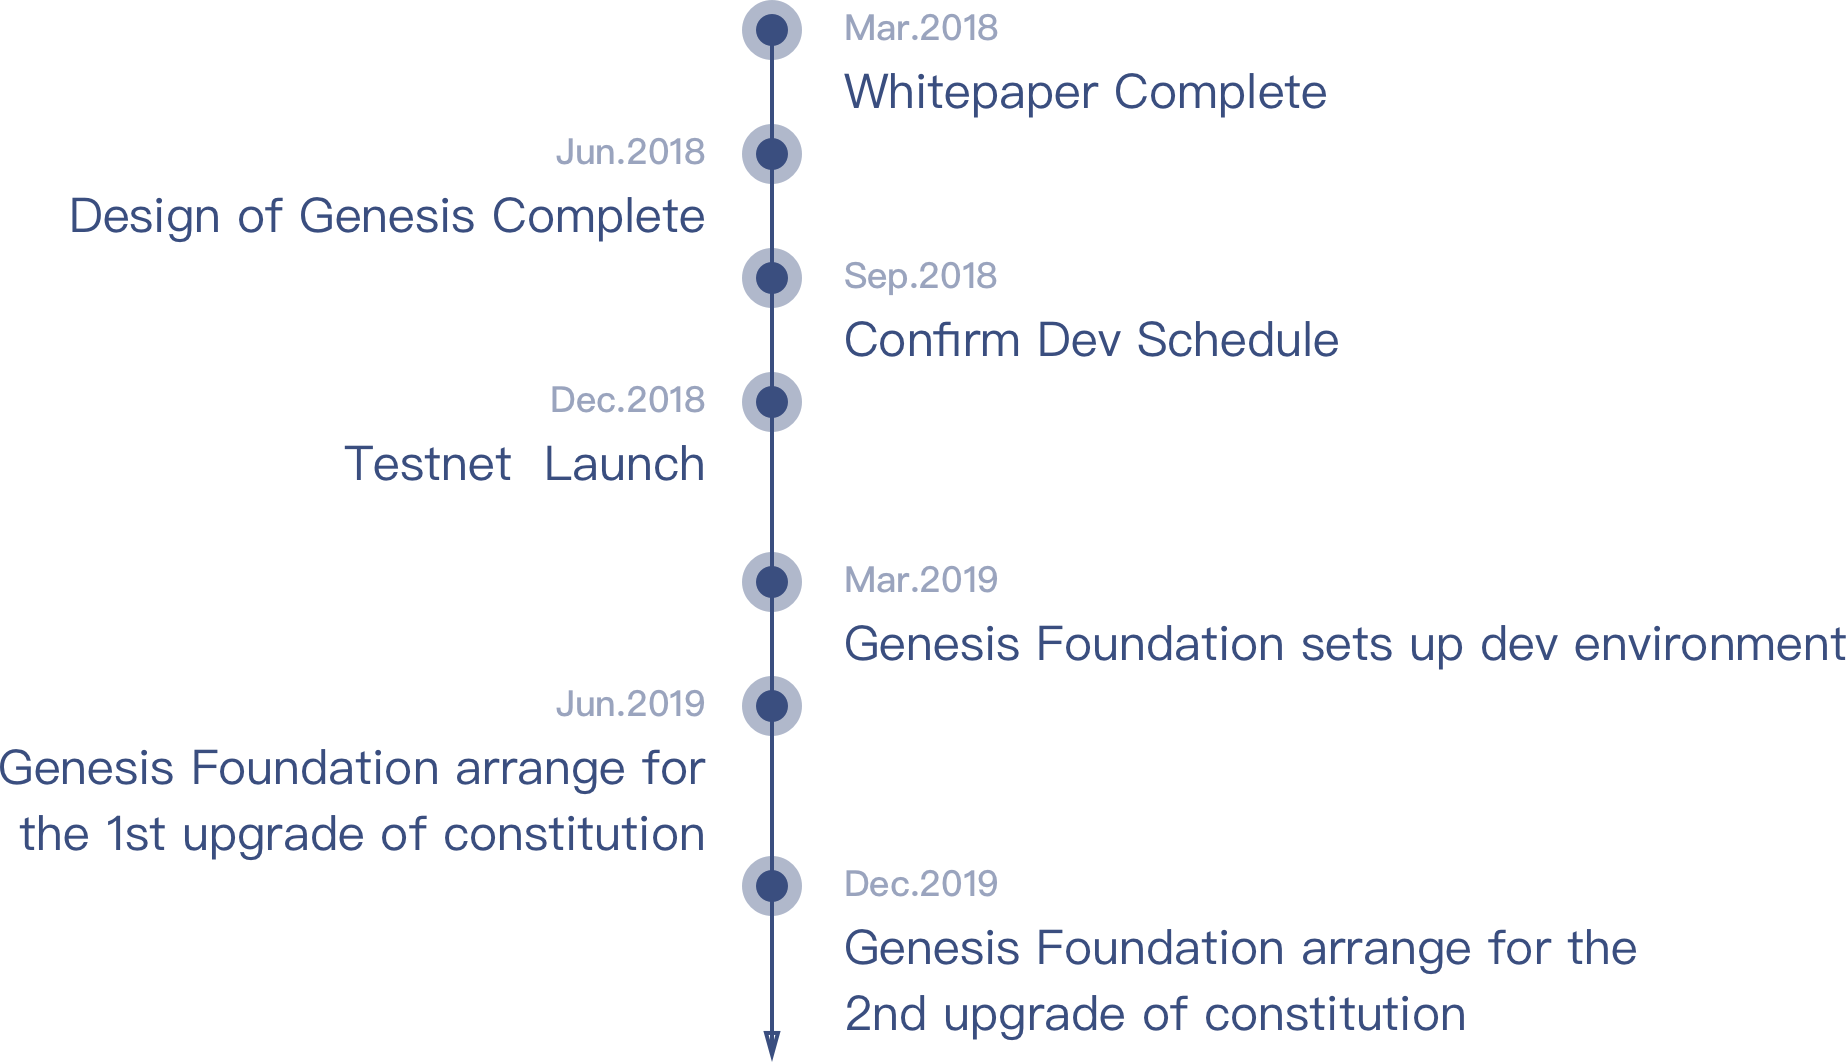 Mar.2018
Whitepaper Complete
Jun.2018
Design of Genesis Complete
Sep.2018
Confirm Dev Schedule
Dec.2018
Testnet  Launch
Mar.2019
Genesis Foundation sets up dev environment
Jun.2019
Genesis Foundation arrange for
the 1st upgrade of constitution
Dec.2019
Genesis Foundation arrange for the
2nd upgrade of constitution